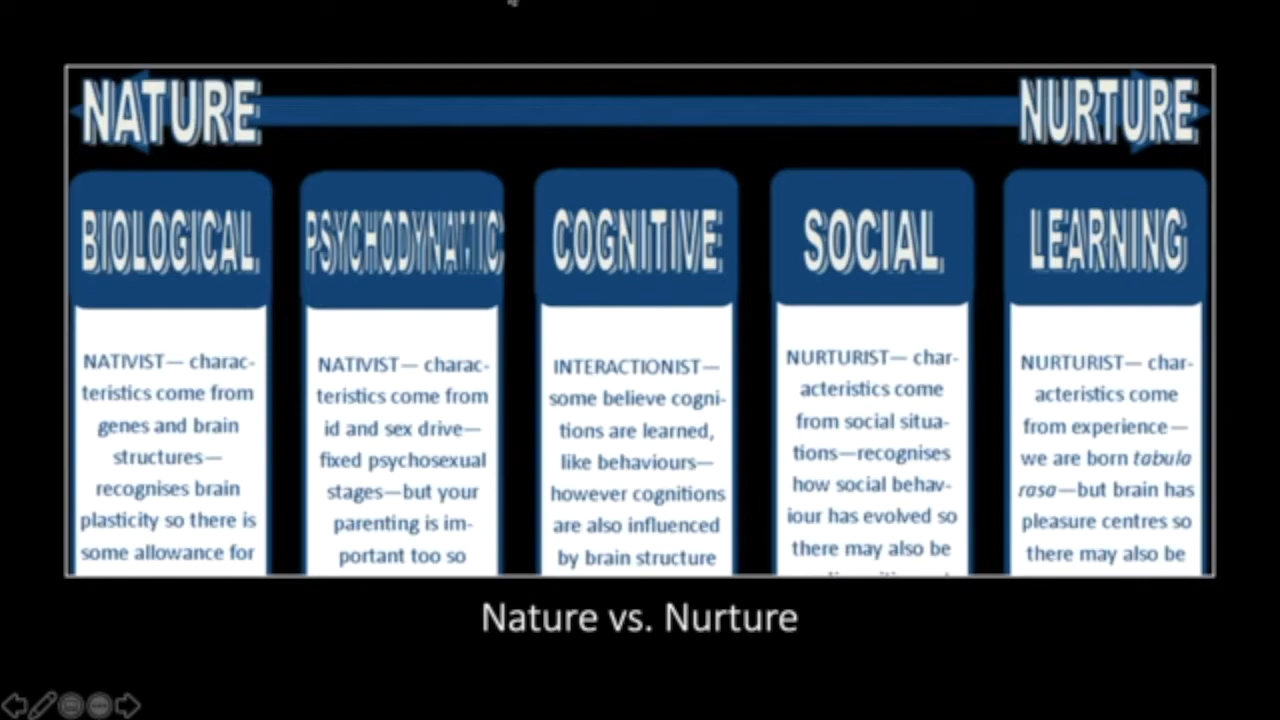 NATURE
NURTURE
BIOLOGICAL
NATIVIST— charac-
teristics come from
genes and brain
structures—
recognises brain
plasticity so there is
some allowance for
PSYCHODYNAMIC
NATIVIST— charac-
teristics come from
id and sex drive—
fixed psychosexual
stages—but your
parenting is im-
portant too so
COGNITIVE
INTERACTIONIST—
some believe cogni-
tions are learned,
like behaviours—
however cognitions
are also influenced
by brain structure
SOCIAL
NURTURIST— char-
acteristics come
from social situa-
tions—recognises
how social behav-
iour has evolved so
there may also be
LEARNING
NURTURIST— char-
acteristics come
from experience—
we are born tabula
rasa—but brain has
pleasure centres so
there may also be
Nature vs. Nurture